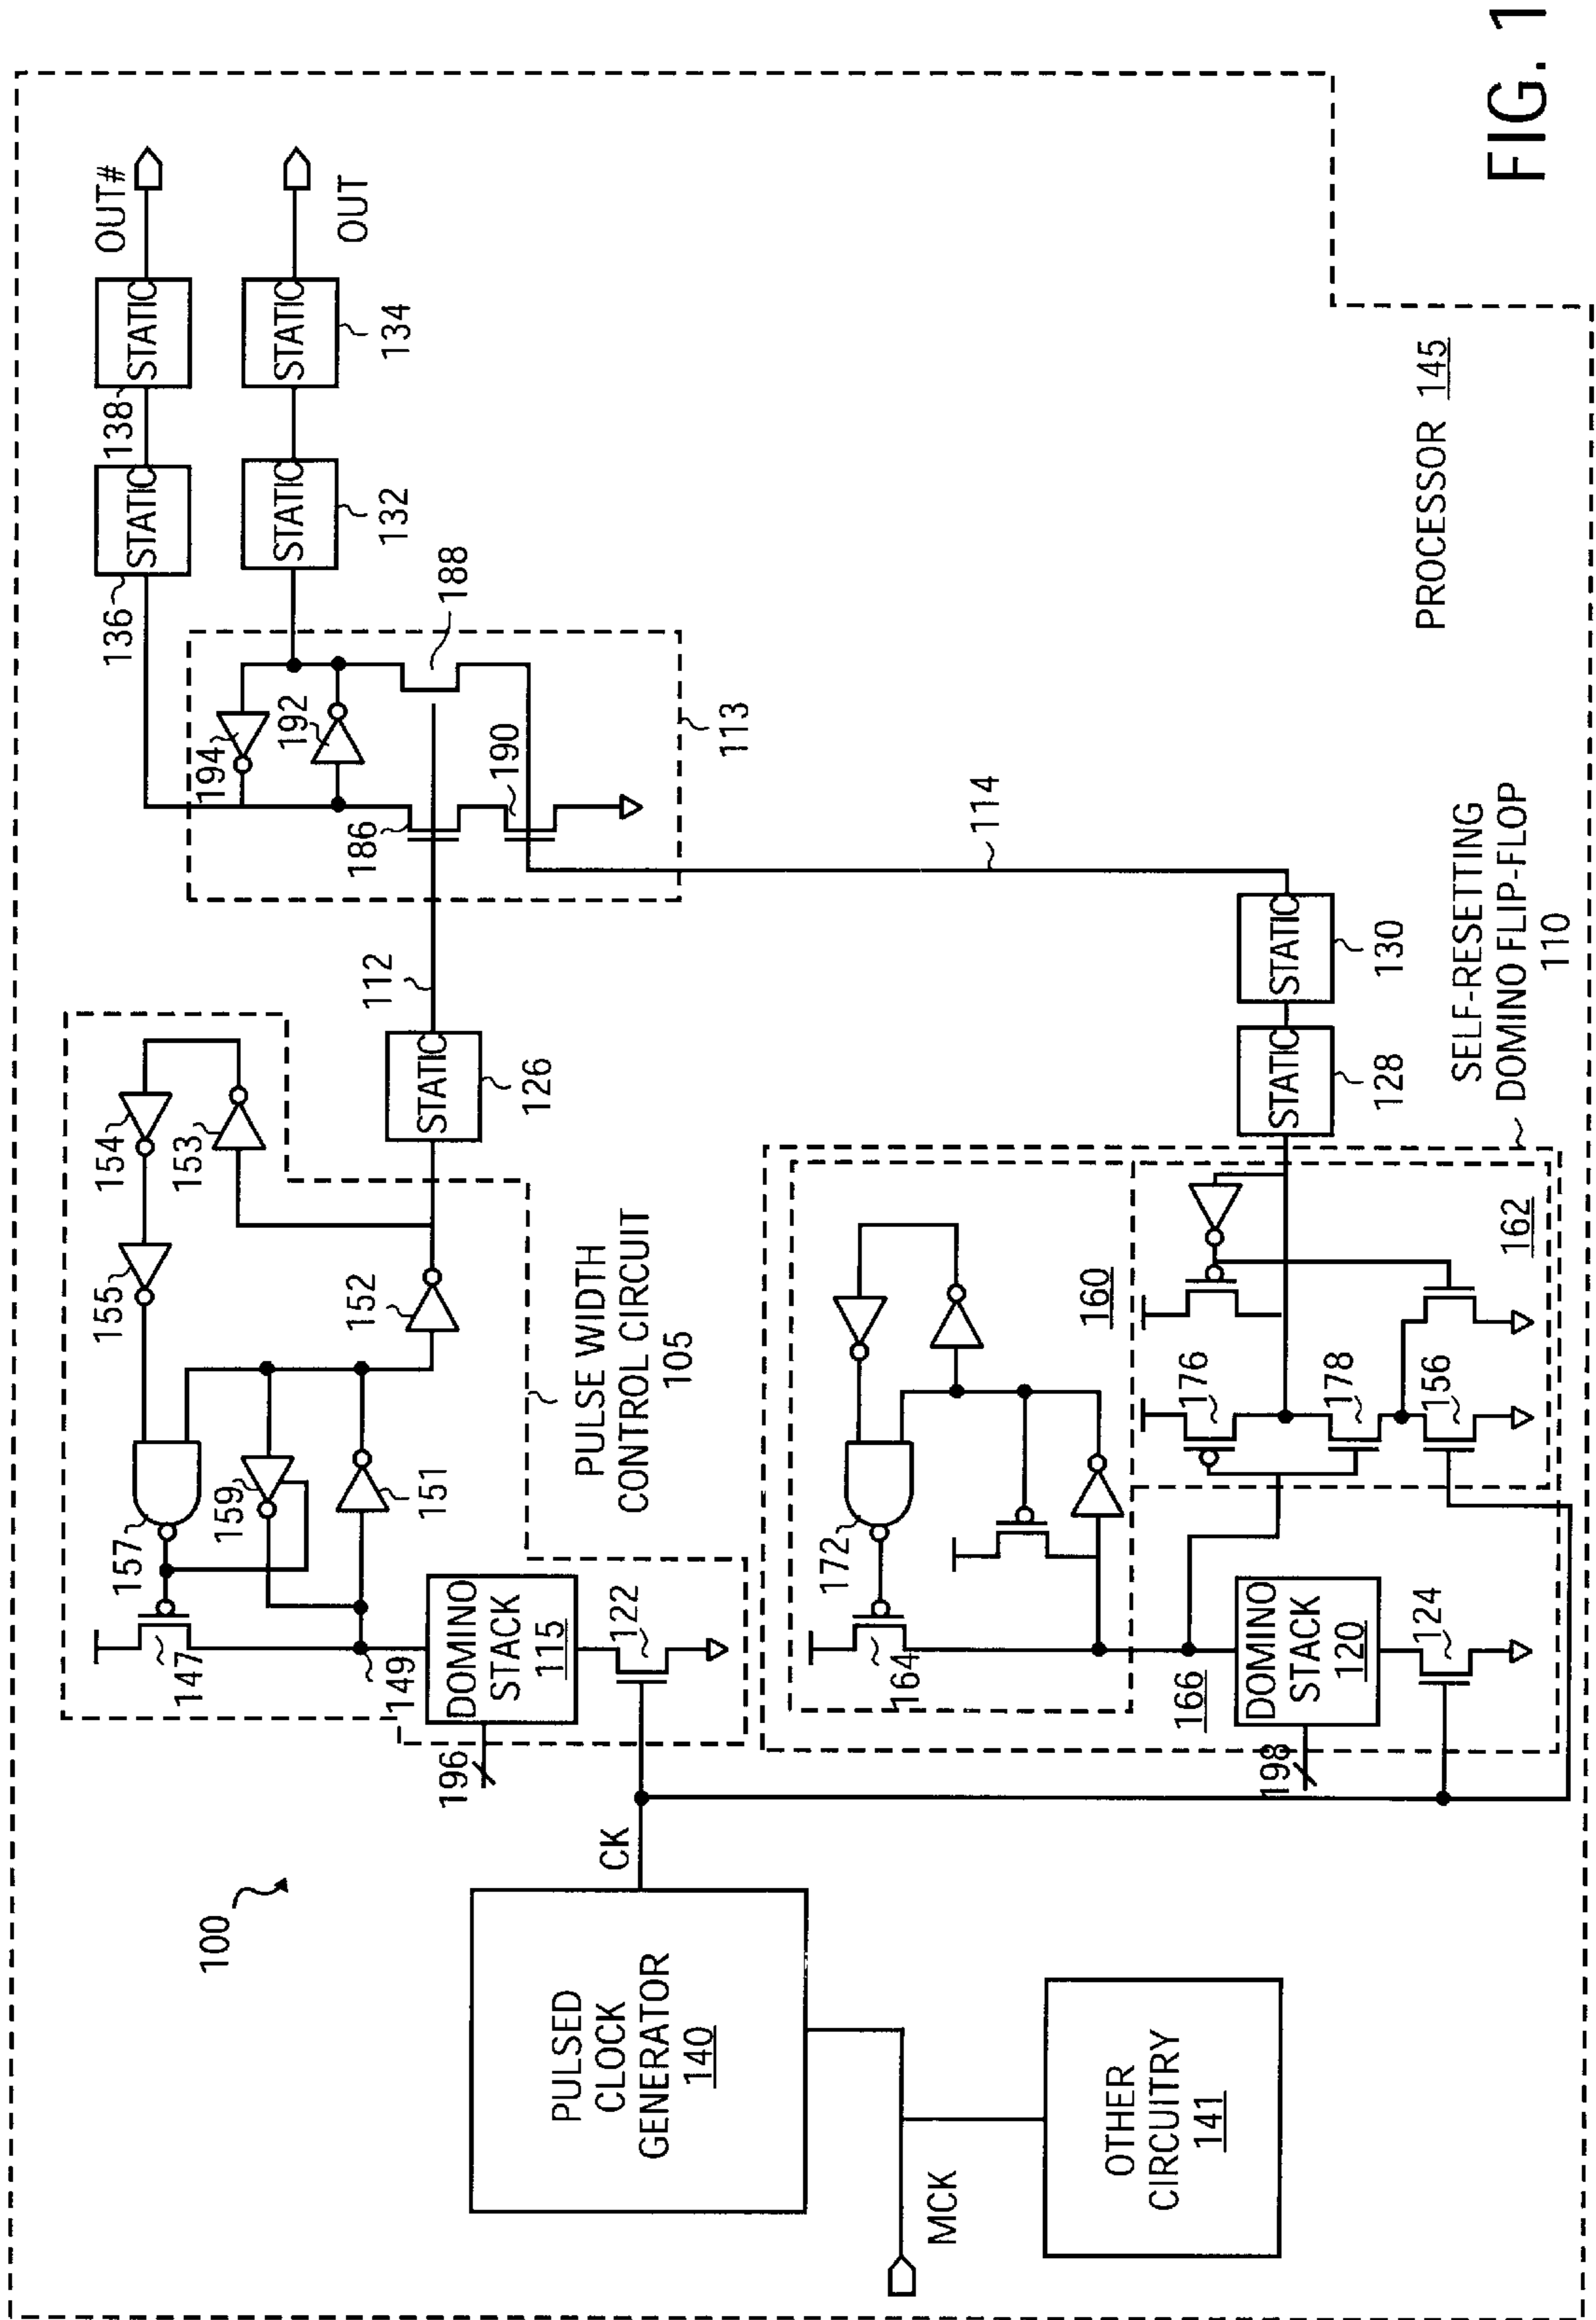 OUT#
STATIC
138
STATIC
136
OUT
STATIC
134
STATIC
132
194
192
188
186
190
113
154
153
155
157
159
151
152
147
149
DOMINO
STACK
115
122
196
PULSE WIDTH
CONTROL CIRCUIT
105
STATIC
126
112
114
100
CK
PULSED
CLOCK
GENERATOR
140
MCK
OTHER
CIRCUITRY
141
172
164
166
DOMINO
STACK
120
124
198
160
176
178
156
162
STATIC
128
STATIC
130
SELF-RESETTING
DOMINO FLIP-FLOP
110
PROCESSOR 145
FIG. 1